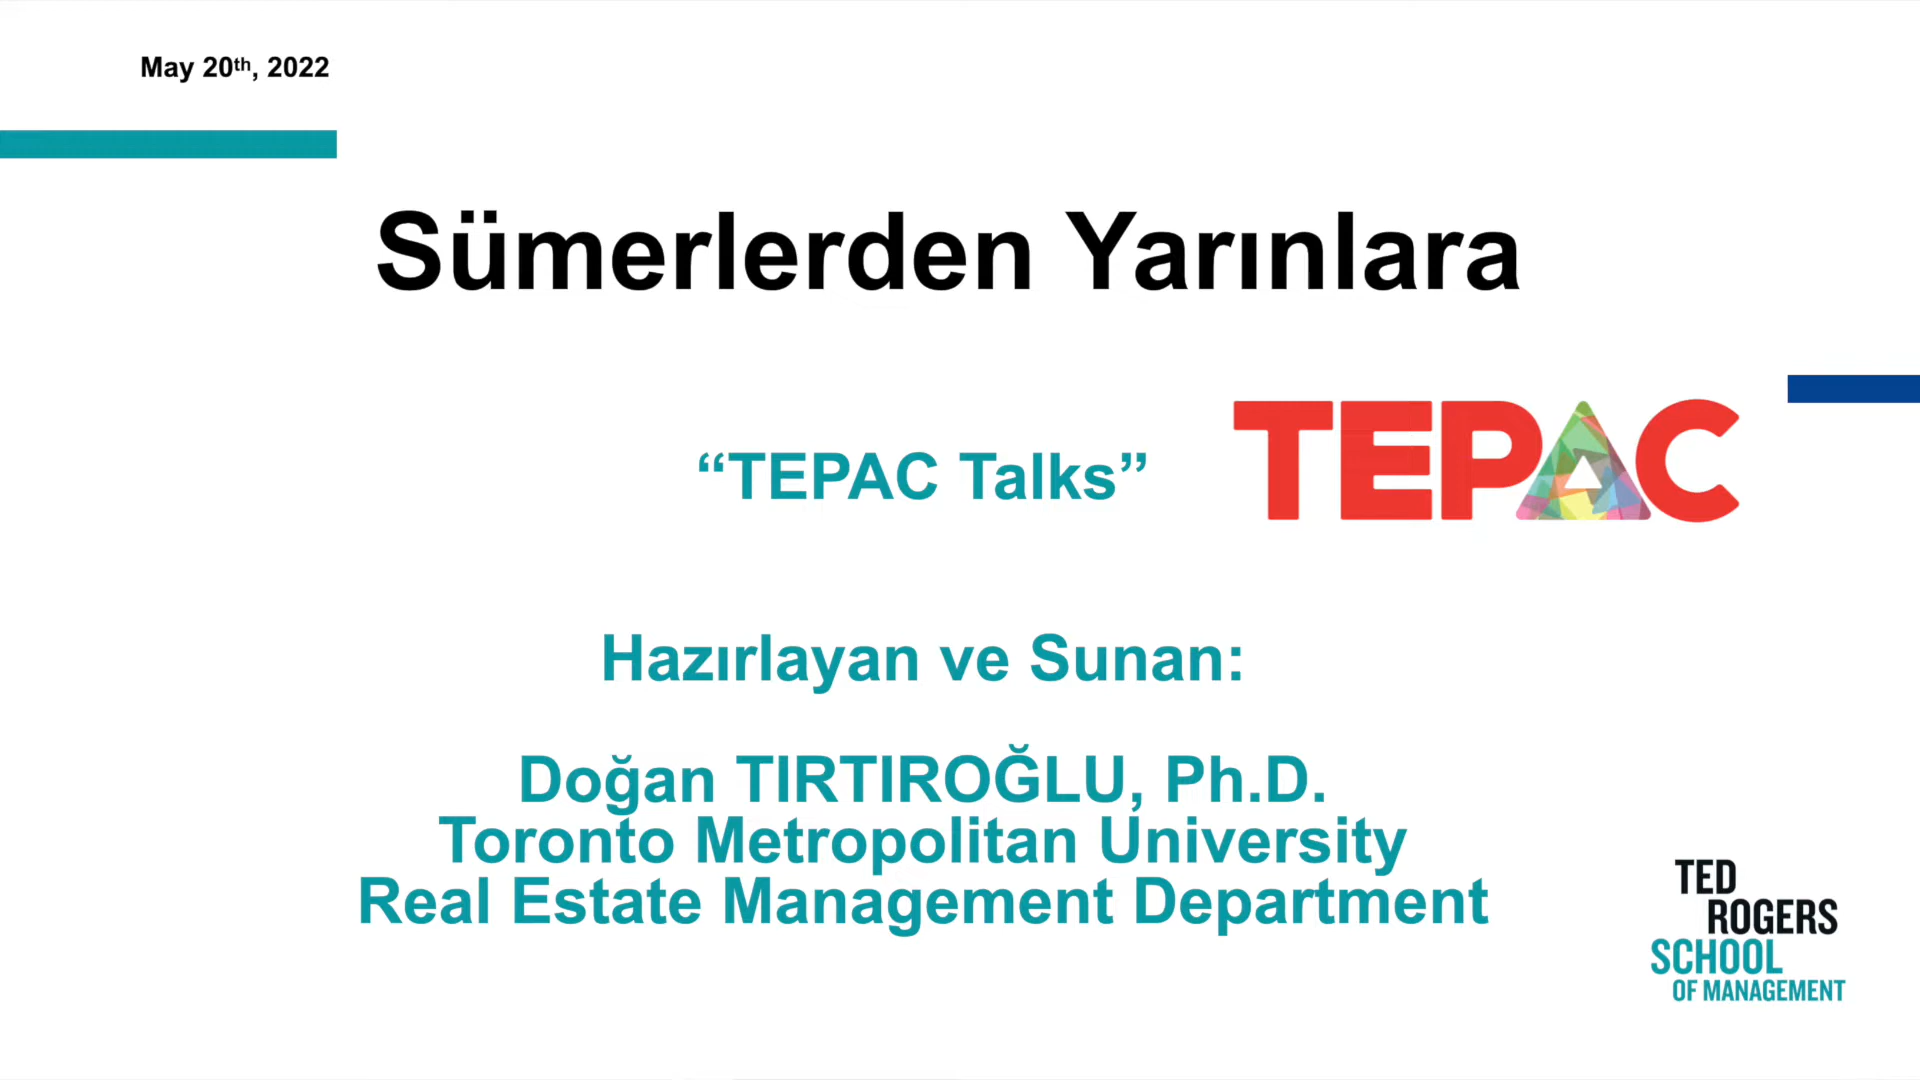 May 20th, 2022
Sümerlerden Yarınlara
“TEPAC Talks”
TEPAC
Hazırlayan ve Sunan:
Doğan TIRTIROĞLU, Ph.D.
Toronto Metropolitan University
Real Estate Management Department
TED
ROGERS
SCHOOL
OF MANAGEMENT